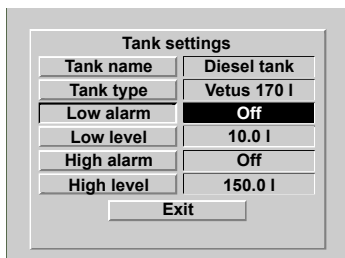 Tank settings
Tank name Diesel tank
Tank type Vetus 170 l
Low alarm Off
Low level 10.0 l
High alarm Off
High level 150.0 l
Exit